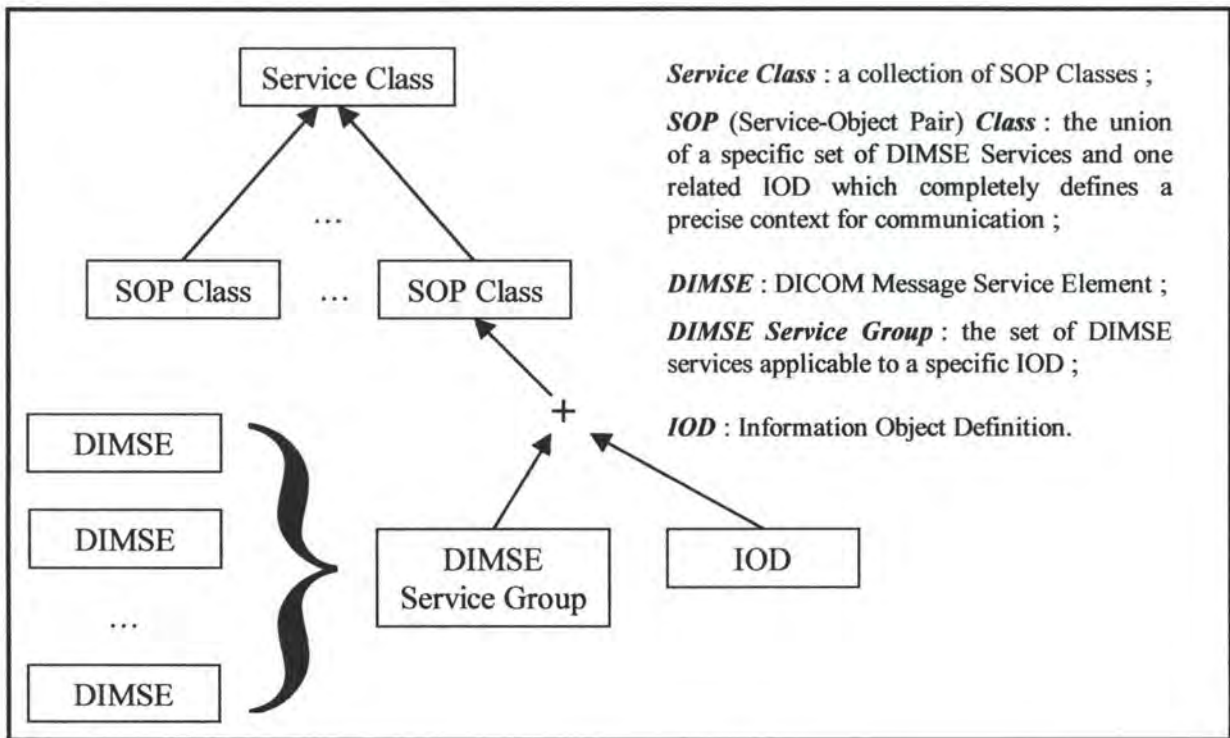 Service Class
...
SOP Class
...
SOP Class
+
DIMSE
DIMSE
...
DIMSE
DIMSE
Service Group
IOD
Service Class : a collection of SOP Classes ;
SOP (Service-Object Pair) Class : the union
of a specific set of DIMSE Services and one
related IOD which completely defines a
precise context for communication ;
DIMSE : DICOM Message Service Element ;
DIMSE Service Group : the set of DIMSE
services applicable to a specific IOD ;
IOD : Information Object Definition.